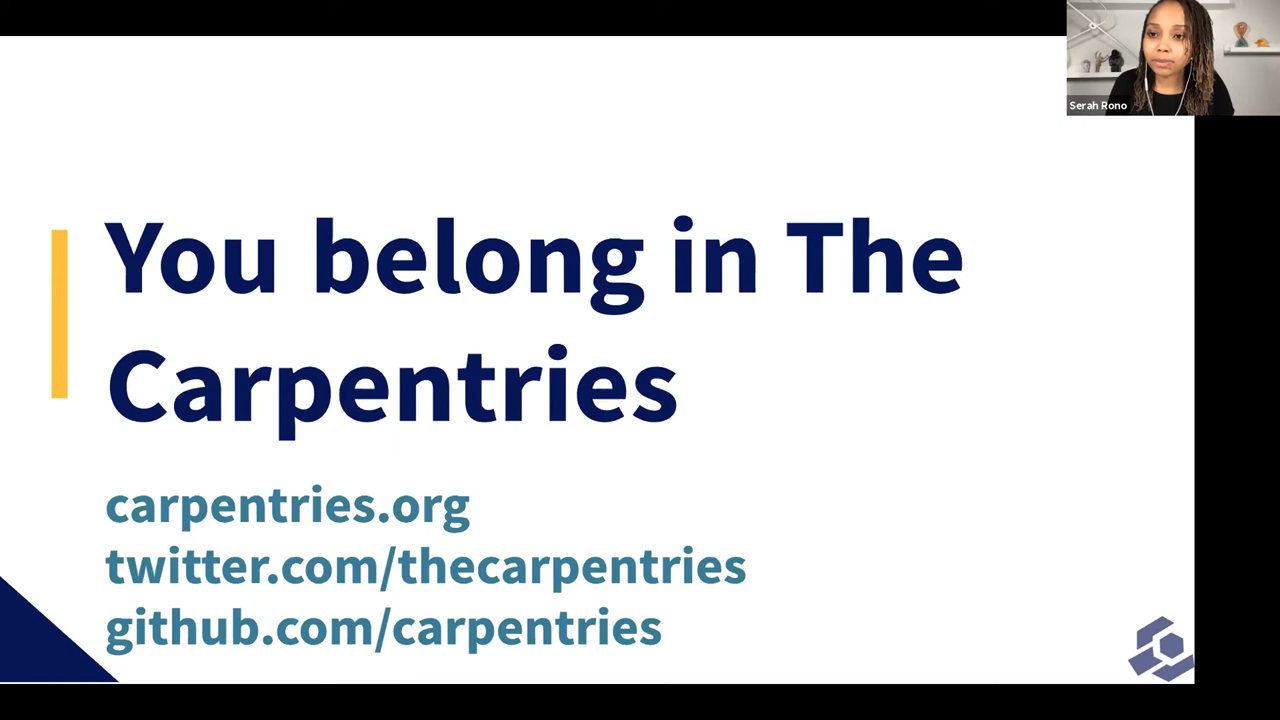 Serah Rono
You belong in The
Carpentries
carpentries.org
twitter.com/thecarpentries
github.com/carpentries